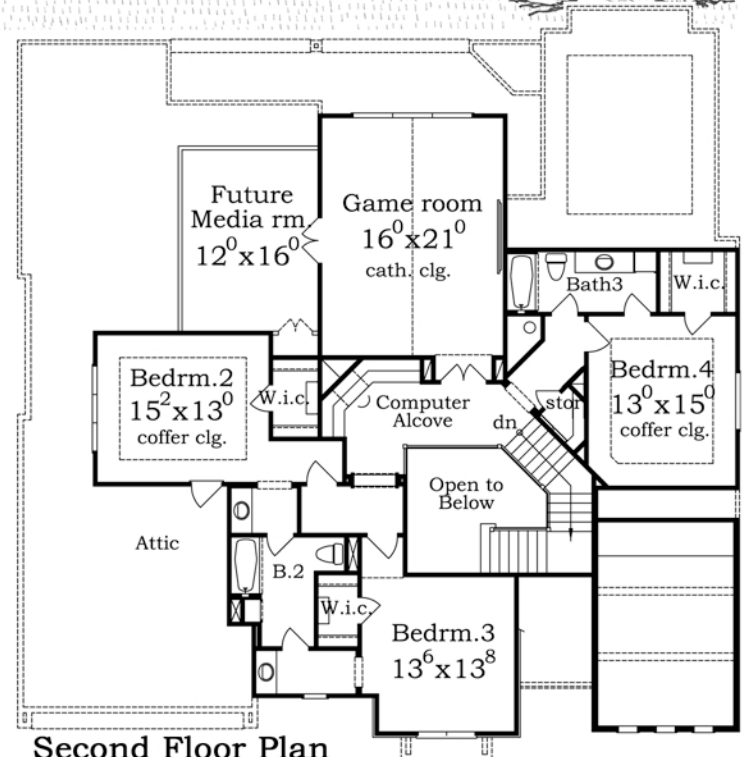 Future
Media rm.
12⁰x16⁰
Game room
16⁰x21⁰
cath. clg.
Bath3
W.i.c.
Bedrm.2
15²x13⁰
coffer clg.
W.i.c.
Computer
Alcove
dn
stor
Bedrm.4
13⁰x15⁰
coffer clg.
Open to
Below
Attic
B.2
W.i.c.
Bedrm.3
13⁶x13⁸
Second Floor Plan